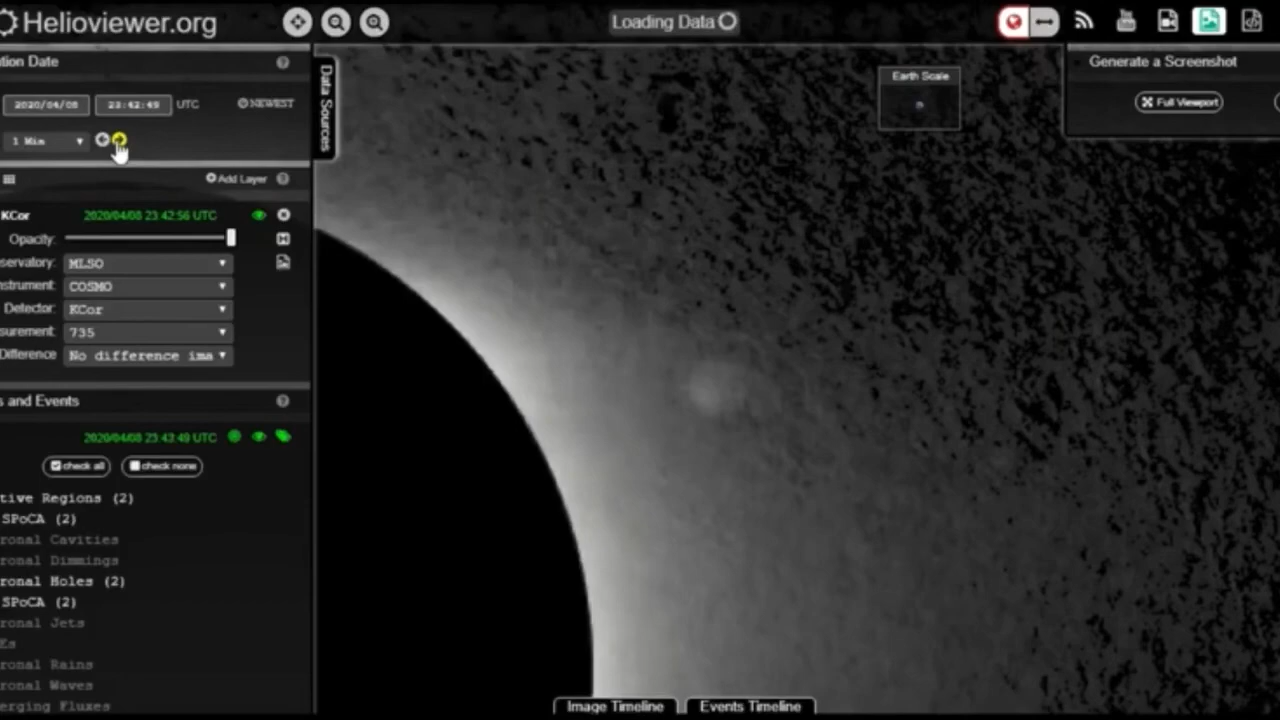 Helioviewer.org
Loading Data
tion Date
2020/04/08 23:42:49 UTC NEWEST
1 Min
Add Layer
KCor 2020/04/08 23:42:56 UTC
Opacity:
servatory: MLSO
nstrument: COSMO
Detector: KCor
surement: 735
Difference No difference ima
s and Events
2020/04/08 23:43:49 UTC
check all check none
tive Regions (2)
SPoCA (2)
ronal Cavities
ronal Dimmings
ronal Holes (2)
SPoCA (2)
ronal Jets
Es
ronal Rains
ronal Waves
erging Fluxes
Data Sources
Earth Scale
Generate a Screenshot
Full Viewport
Image Timeline
Events Timeline